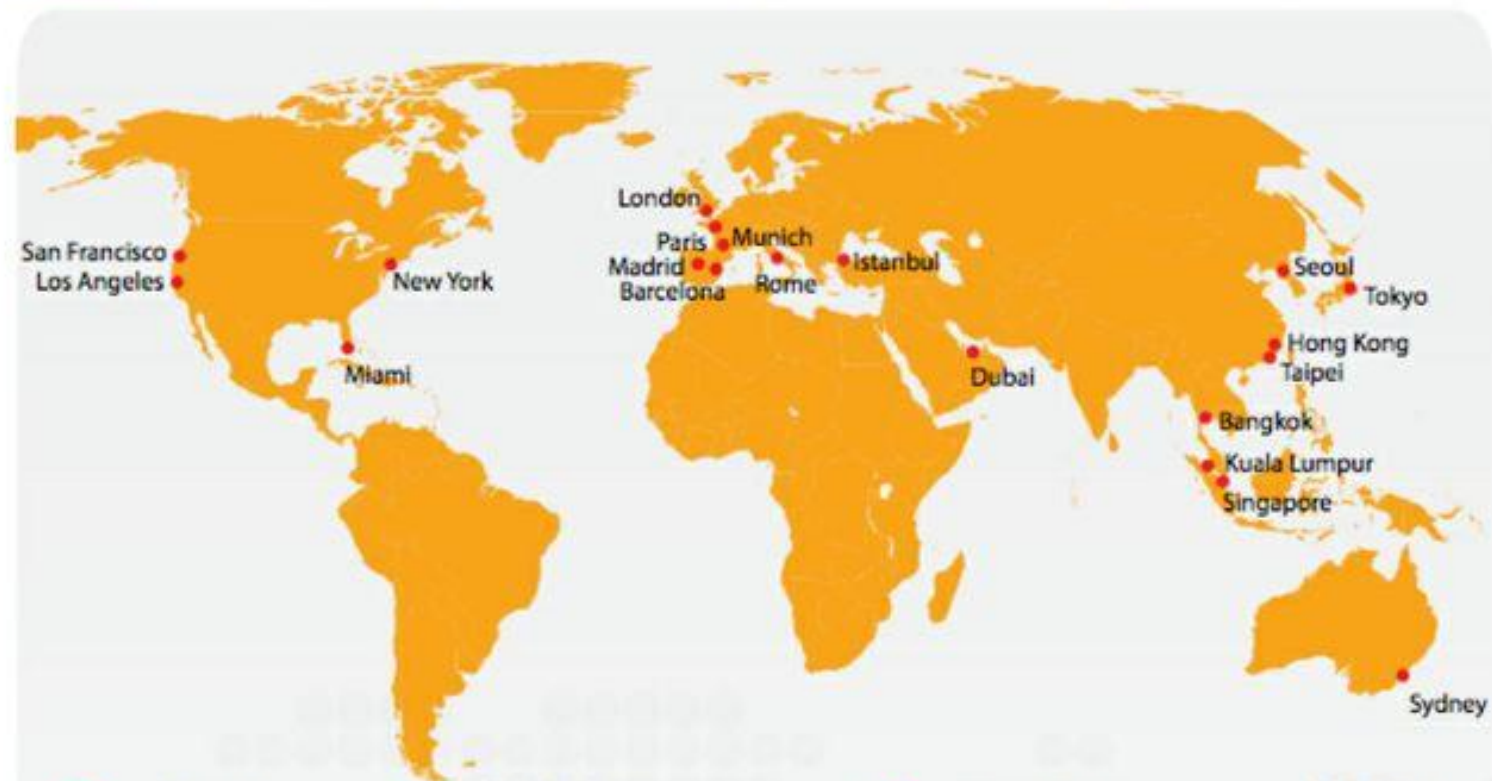 London
Paris
Munich
San Francisco
Madrid
Istanbul
Seoul
Los Angeles
New York
Barcelona
Rome
Tokyo
Hong Kong
Miami
Dubai
Taipei
Bangkok
Kuala Lumpur
Singapore
Sydney